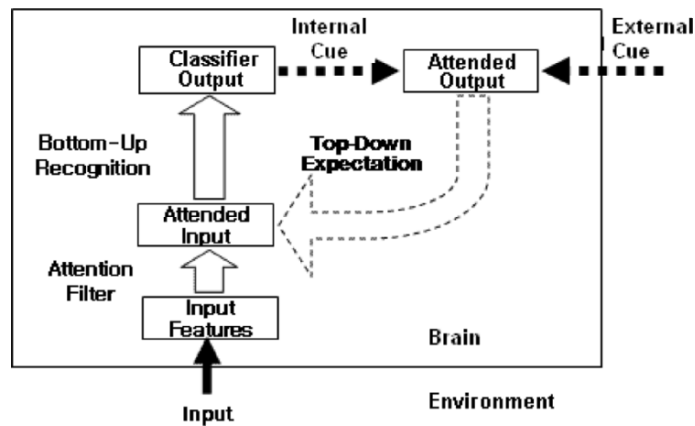 Internal
Cue
External
Cue
Classifier
Output
Attended
Output
Bottom-Up
Recognition
Top-Down
Expectation
Attended
Input
Attention
Filter
Input
Features
Brain
Input
Environment